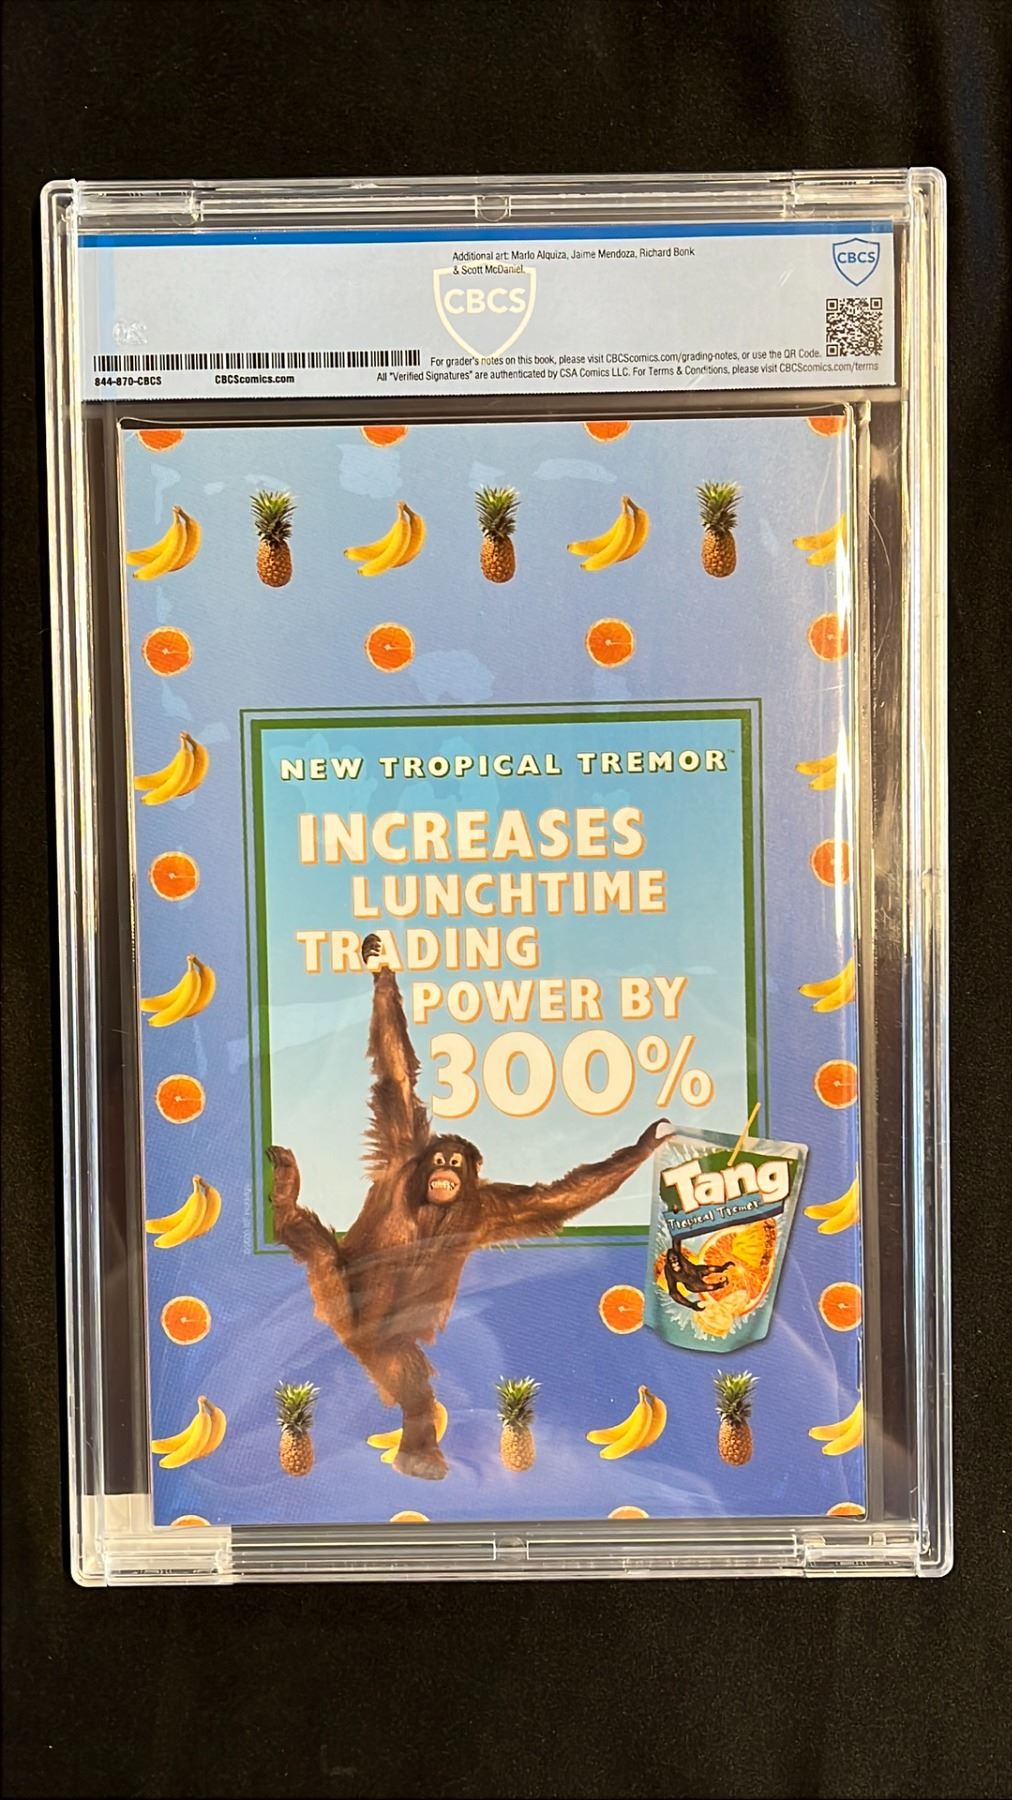 Additional art: Marlo Alquiza, Jaime Mendoza, Richard Bonk
& Scott McDaniel.
CBCS
CBCS
For grader's notes on this book, please visit CBCScomics.com/grading-notes, or use the QR Code.
844-870-CBCS CBCScomics.com
All "Verified Signatures" are authenticated by CSA Comics LLC. For Terms & Conditions, please visit CBCScomics.com/terms
NEW TROPICAL TREMOR™
INCREASES
LUNCHTIME
TRADING
POWER BY
300%
Tang
Tropical Tremor